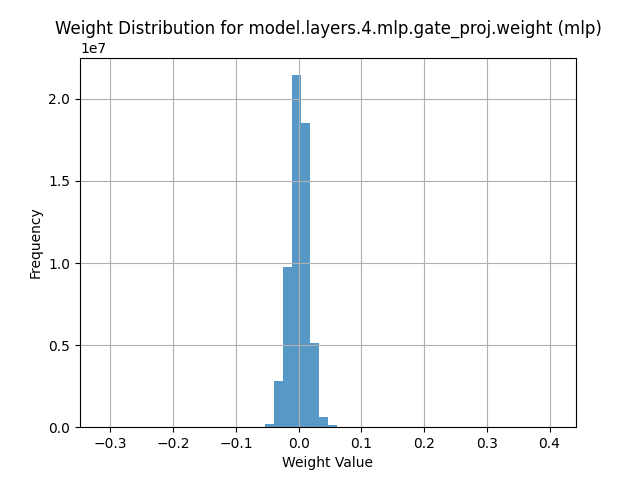 Weight Distribution for model.layers.4.mlp.gate_proj.weight (mlp)
1e7
2.0
1.5
1.0
0.5
0.0
Frequency
−0.3 −0.2 −0.1 0.0 0.1 0.2 0.3 0.4
Weight Value